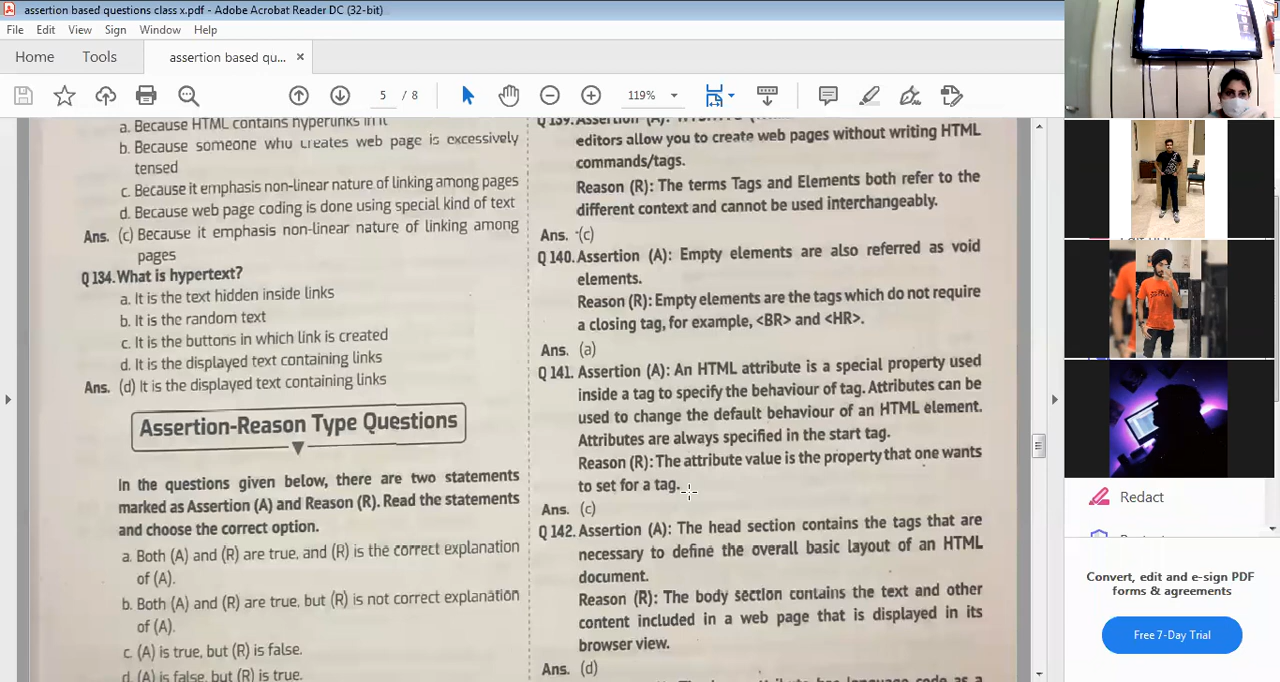 assertion based questions class x.pdf - Adobe Acrobat Reader DC (32-bit)
File Edit View Sign Window Help
Home Tools assertion based qu... ×
5 / 8 119%
a. Because HTML contains hyperlinks in it
b. Because someone who creates web page is excessively
tensed
c. Because it emphasis non-linear nature of linking among pages
d. Because web page coding is done using special kind of text
Ans. (c) Because it emphasis non-linear nature of linking among
pages
Q 134. What is hypertext?
a. It is the text hidden inside links
b. It is the random text
c. It is the buttons in which link is created
d. It is the displayed text containing links
Ans. (d) It is the displayed text containing links
Assertion-Reason Type Questions
In the questions given below, there are two statements
marked as Assertion (A) and Reason (R). Read the statements
and choose the correct option.
a. Both (A) and (R) are true, and (R) is the correct explanation
of (A).
b. Both (A) and (R) are true, but (R) is not correct explanation
of (A).
c. (A) is true, but (R) is false.
d. (A) is false, but (R) is true.
Q 139. Assertion (A):
editors allow you to create web pages without writing HTML
commands/tags.
Reason (R): The terms Tags and Elements both refer to the
different context and cannot be used interchangeably.
Ans. (c)
Q 140. Assertion (A): Empty elements are also referred as void
elements.
Reason (R): Empty elements are the tags which do not require
a closing tag, for example, <BR> and <HR>.
Ans. (a)
Q 141. Assertion (A): An HTML attribute is a special property used
inside a tag to specify the behaviour of tag. Attributes can be
used to change the default behaviour of an HTML element.
Attributes are always specified in the start tag.
Reason (R): The attribute value is the property that one wants
to set for a tag.
Ans. (c)
Q 142. Assertion (A): The head section contains the tags that are
necessary to define the overall basic layout of an HTML
document.
Reason (R): The body section contains the text and other
content included in a web page that is displayed in its
browser view.
Ans. (d)
Redact
Convert, edit and e-sign PDF
forms & agreements
Free 7-Day Trial